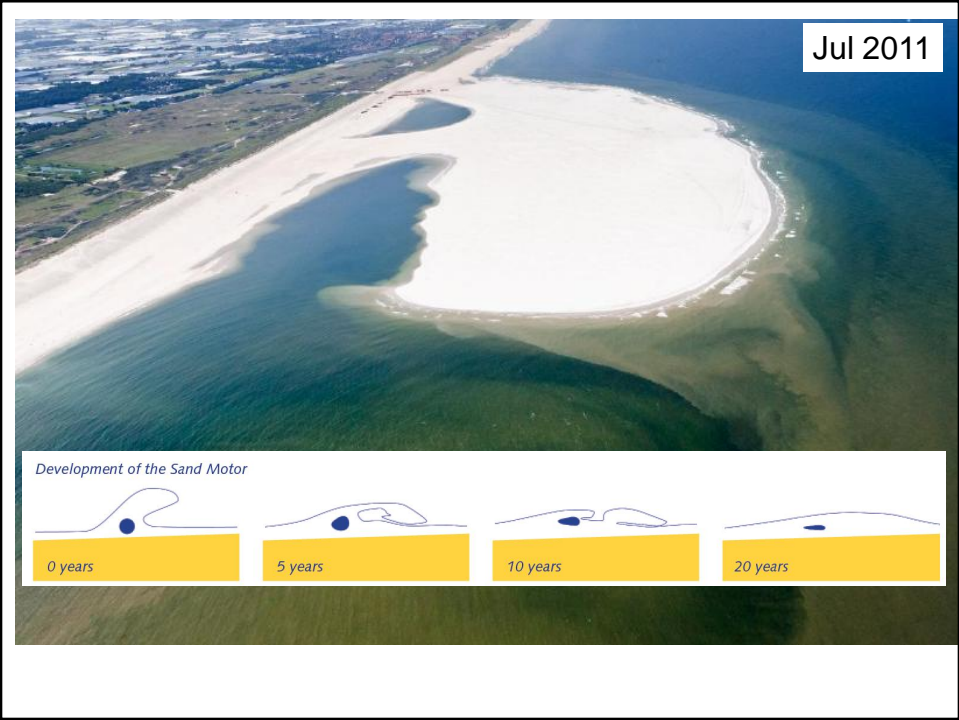 Jul 2011
Development of the Sand Motor
0 years
5 years
10 years
20 years